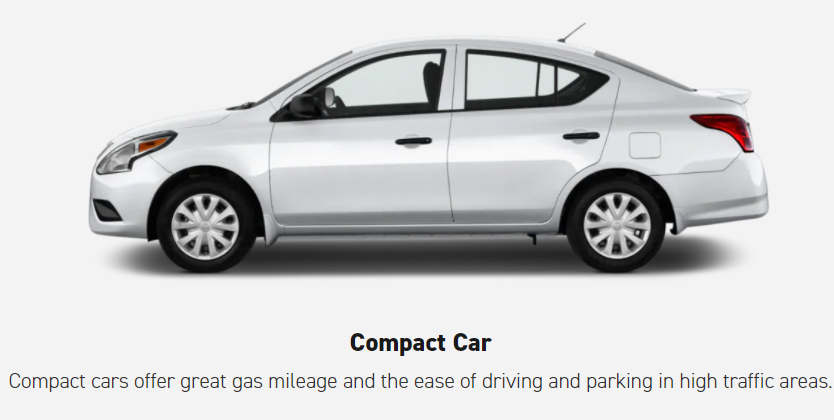 Compact Car
Compact cars offer great gas mileage and the ease of driving and parking in high traffic areas.